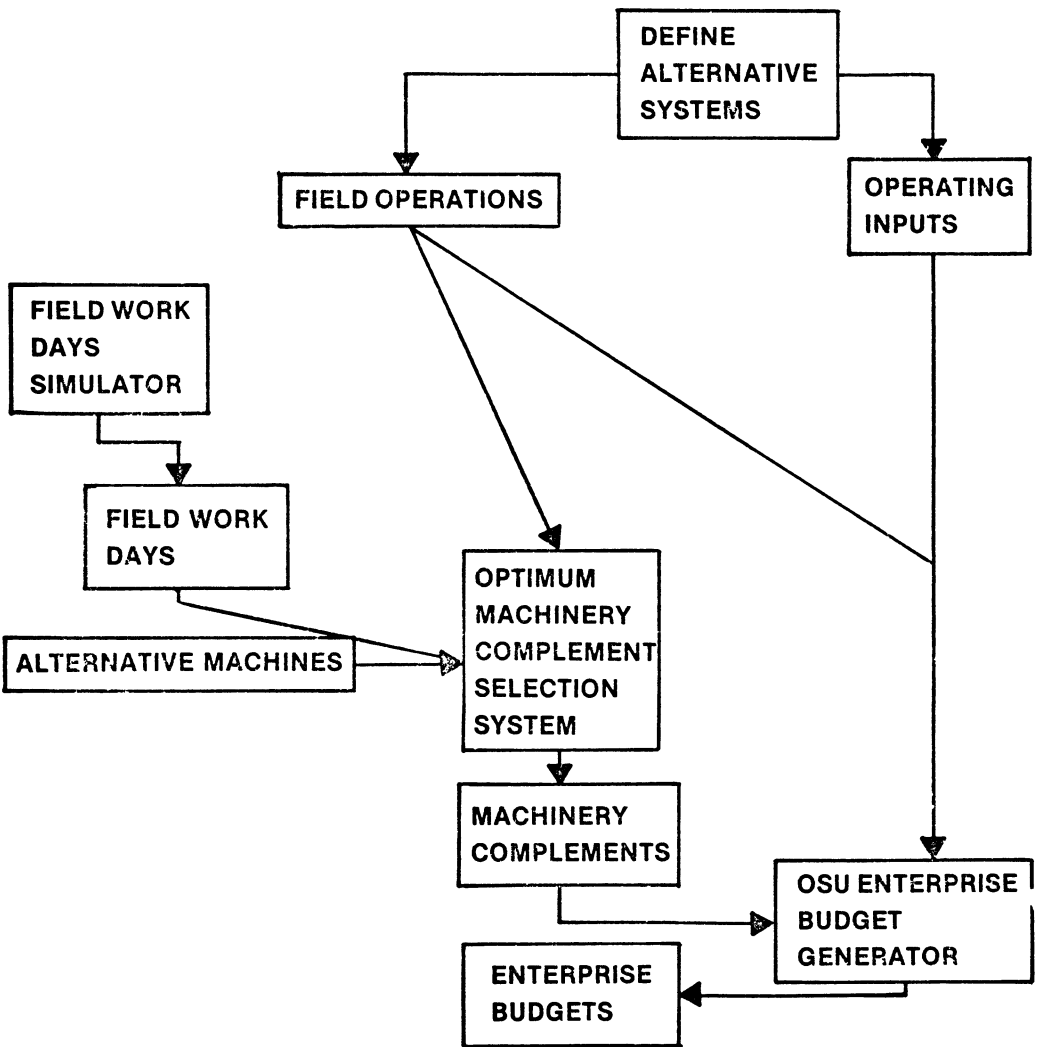 DEFINE
ALTERNATIVE
SYSTEMS
FIELD OPERATIONS
OPERATING
INPUTS
FIELD WORK
DAYS
SIMULATOR
FIELD WORK
DAYS
ALTERNATIVE MACHINES
OPTIMUM
MACHINERY
COMPLEMENT
SELECTION
SYSTEM
MACHINERY
COMPLEMENTS
OSU ENTERPRISE
BUDGET
GENERATOR
ENTERPRISE
BUDGETS